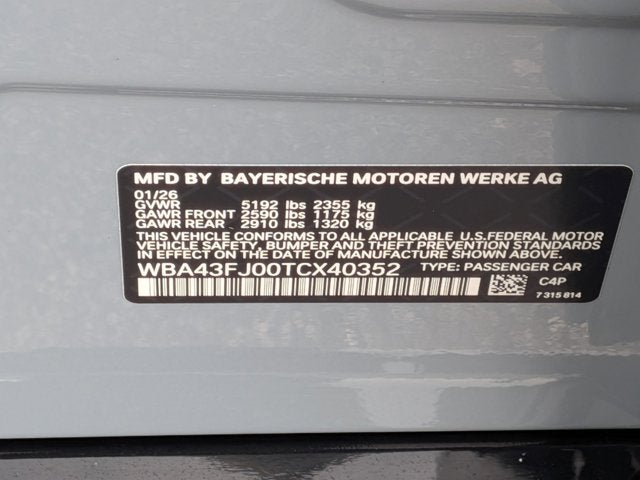 MFD BY BAYERISCHE MOTOREN WERKE AG
01/26
GVWR 5192 lbs 2355 kg
GAWR FRONT 2590 lbs 1175 kg
GAWR REAR 2910 lbs 1320 kg
THIS VEHICLE CONFORMS TO ALL APPLICABLE U.S.FEDERAL MOTOR
VEHICLE SAFETY, BUMPER AND THEFT PREVENTION STANDARDS
IN EFFECT ON THE DATE OF MANUFACTURE SHOWN ABOVE.
WBA43FJ00TCX40352 TYPE: PASSENGER CAR
C4P
7 315 814